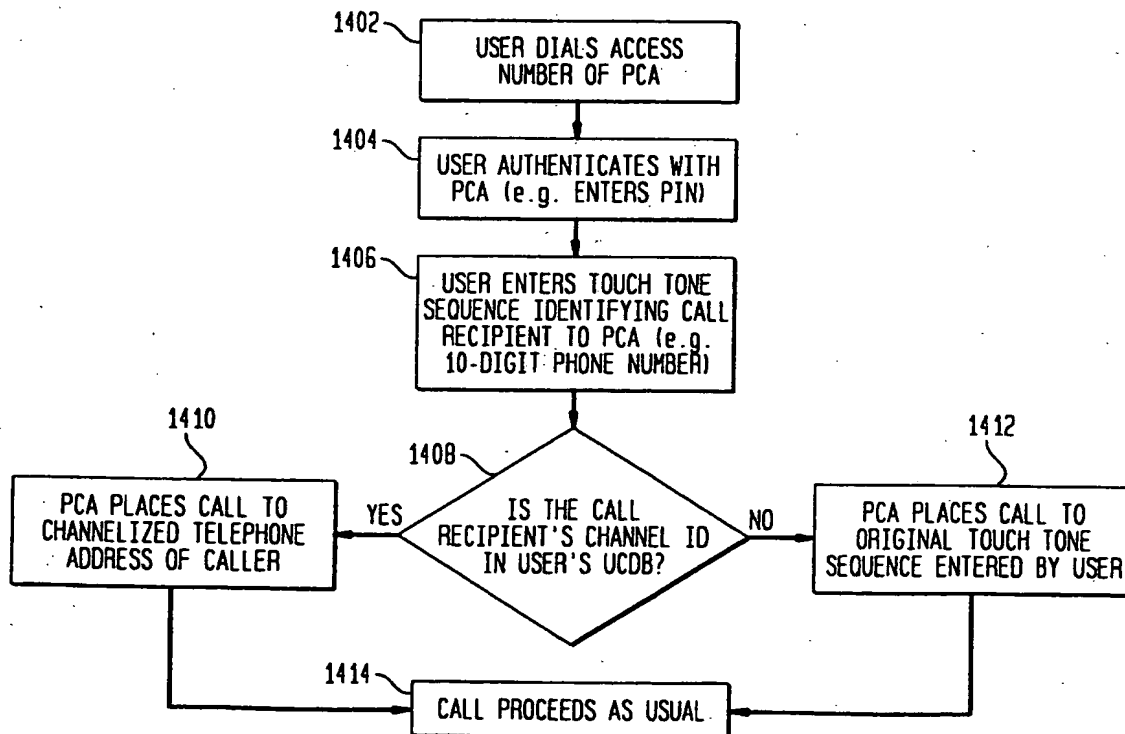 1402
USER DIALS ACCESS
NUMBER OF PCA
1404
USER AUTHENTICATES WITH
PCA (e.g. ENTERS PIN)
1406
USER ENTERS TOUCH TONE
SEQUENCE IDENTIFYING CALL
RECIPIENT TO PCA (e.g.
10-DIGIT PHONE NUMBER)
1408
IS THE CALL
RECIPIENT'S CHANNEL ID
IN USER'S UCDB?
YES
NO
1410
PCA PLACES CALL TO
CHANNELIZED TELEPHONE
ADDRESS OF CALLER
1412
PCA PLACES CALL TO
ORIGINAL TOUCH TONE
SEQUENCE ENTERED BY USER
1414
CALL PROCEEDS AS USUAL